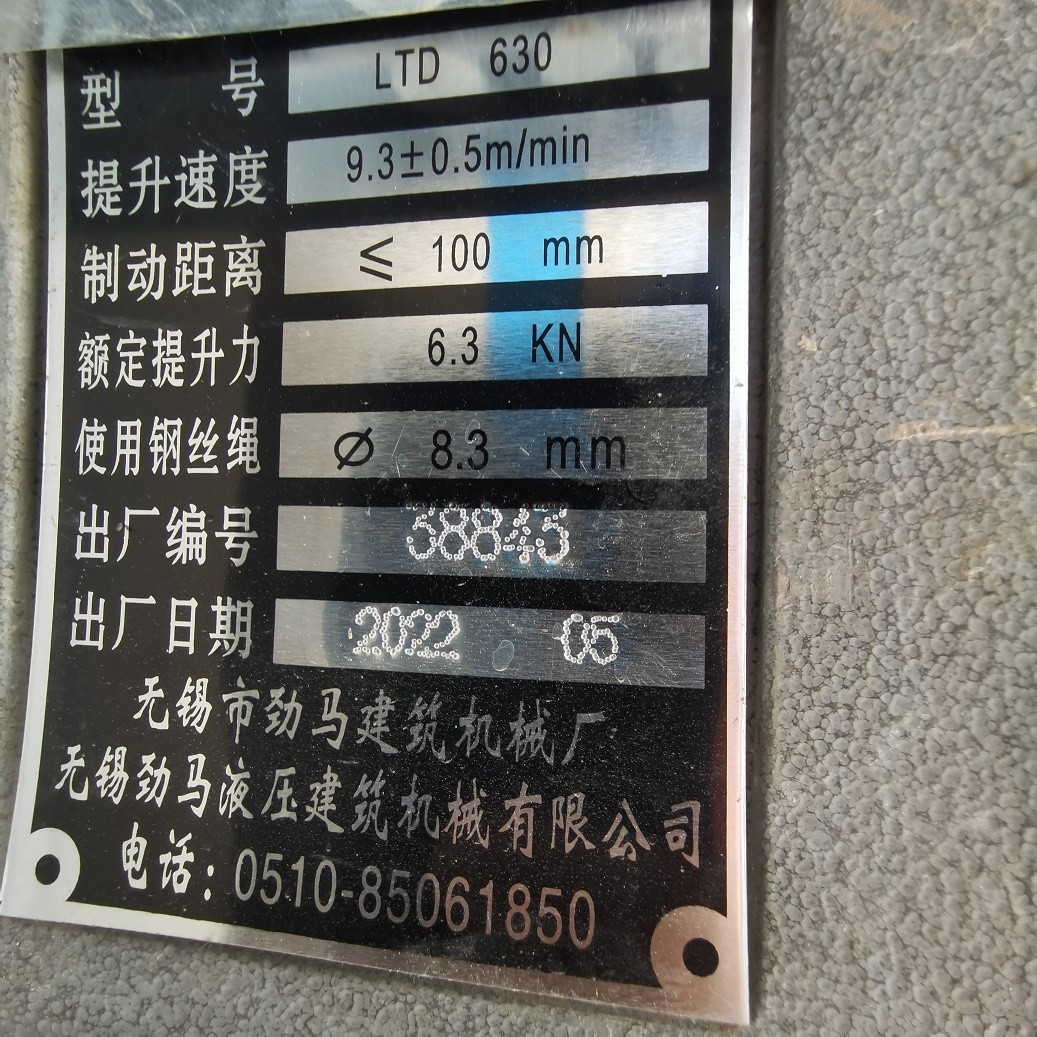 型 号 LTD 630
提升速度 9.3±0.5m/min
制动距离 ≤ 100 mm
额定提升力 6.3 KN
使用钢丝绳 Ø 8.3 mm
出厂编号 38843
出厂日期 2022 05
无锡市劲马建筑机械厂
无锡劲马液压建筑机械有限公司
电话:0510-85061850